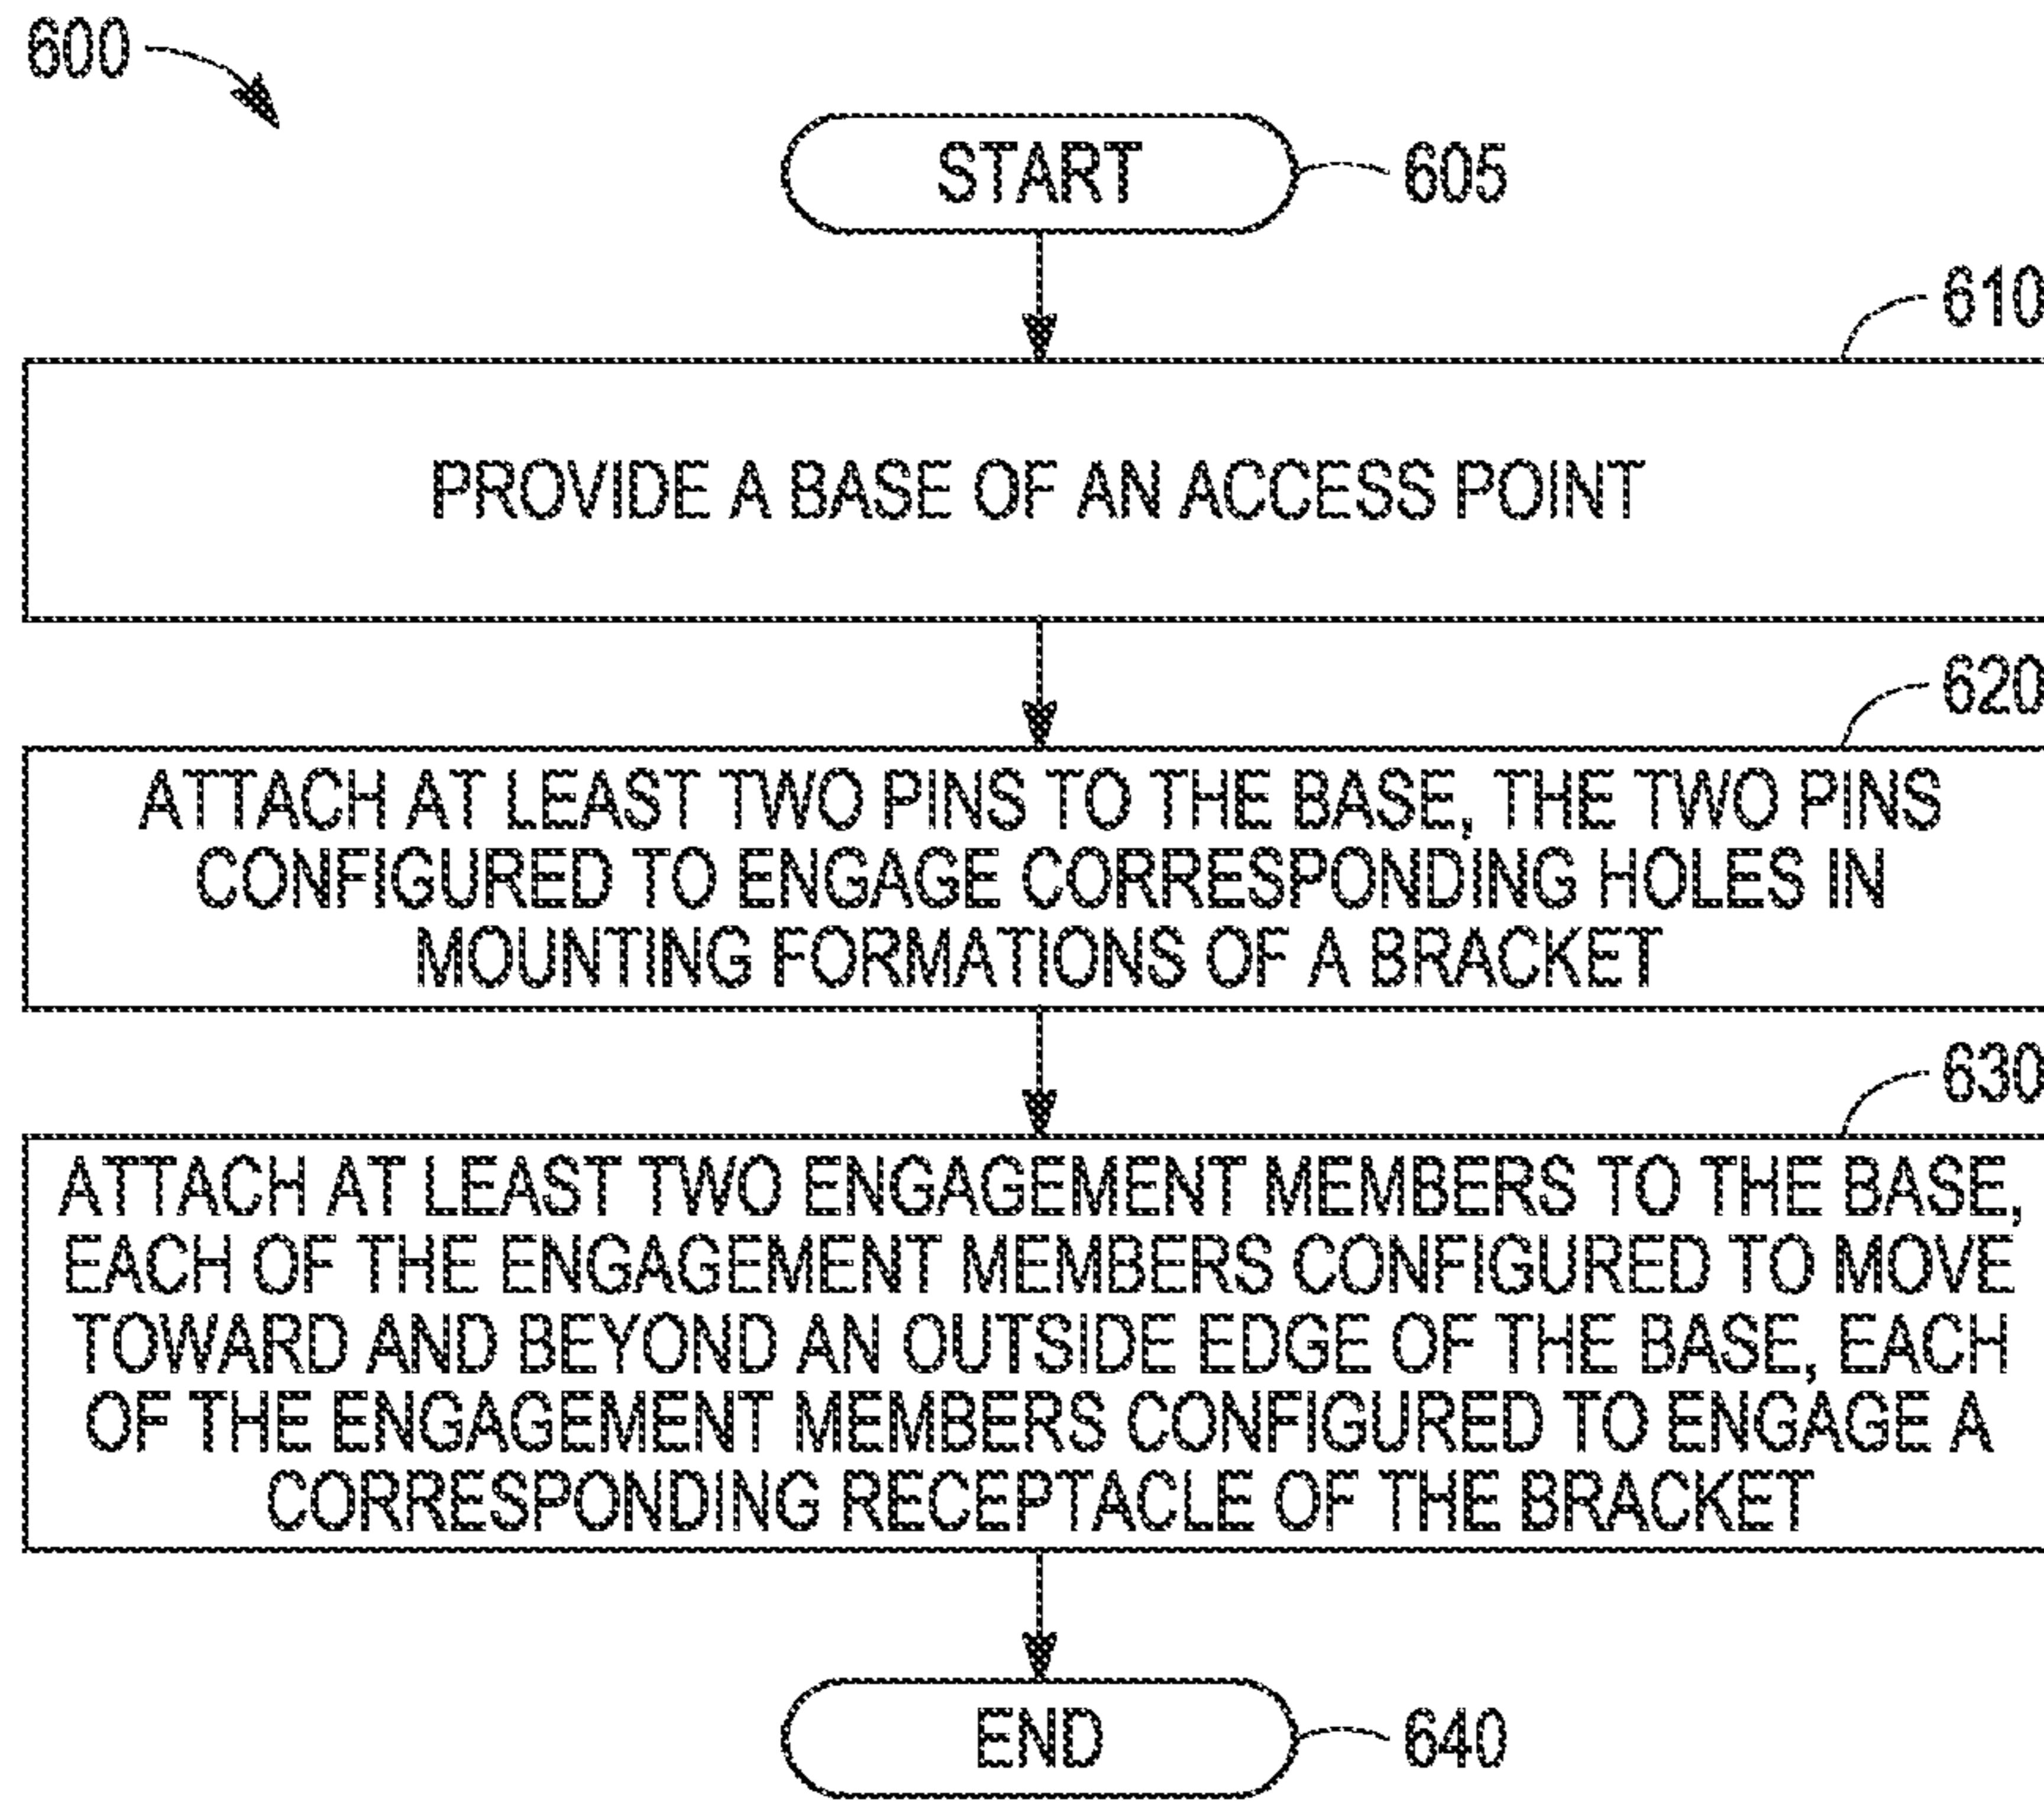 600
START
605
610
PROVIDE A BASE OF AN ACCESS POINT
620
ATTACH AT LEAST TWO PINS TO THE BASE, THE TWO PINS
CONFIGURED TO ENGAGE CORRESPONDING HOLES IN
MOUNTING FORMATIONS OF A BRACKET
630
ATTACH AT LEAST TWO ENGAGEMENT MEMBERS TO THE BASE,
EACH OF THE ENGAGEMENT MEMBERS CONFIGURED TO MOVE
TOWARD AND BEYOND AN OUTSIDE EDGE OF THE BASE, EACH
OF THE ENGAGEMENT MEMBERS CONFIGURED TO ENGAGE A
CORRESPONDING RECEPTACLE OF THE BRACKET
END
640